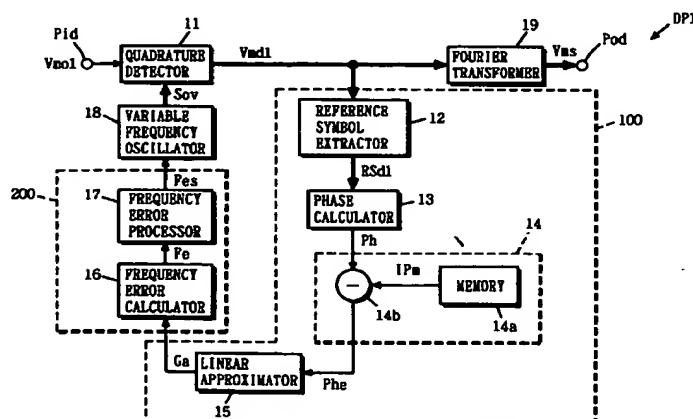 DP1
Pid
11
19
Pod
Vmo1
QUADRATURE
DETECTOR
Vmd1
FOURIER
TRANSFORMER
Vms
Sov
18
VARIABLE
FREQUENCY
OSCILLATOR
REFERENCE
SYMBOL
EXTRACTOR
12
100
Fes
RSd1
200
17
FREQUENCY
ERROR
PROCESSOR
PHASE
CALCULATOR
13
Ph
14
Fe
16
FREQUENCY
ERROR
CALCULATOR
−
IPm
MEMORY
14b
14a
Ga
LINEAR
APPROXIMATOR
Phe
15